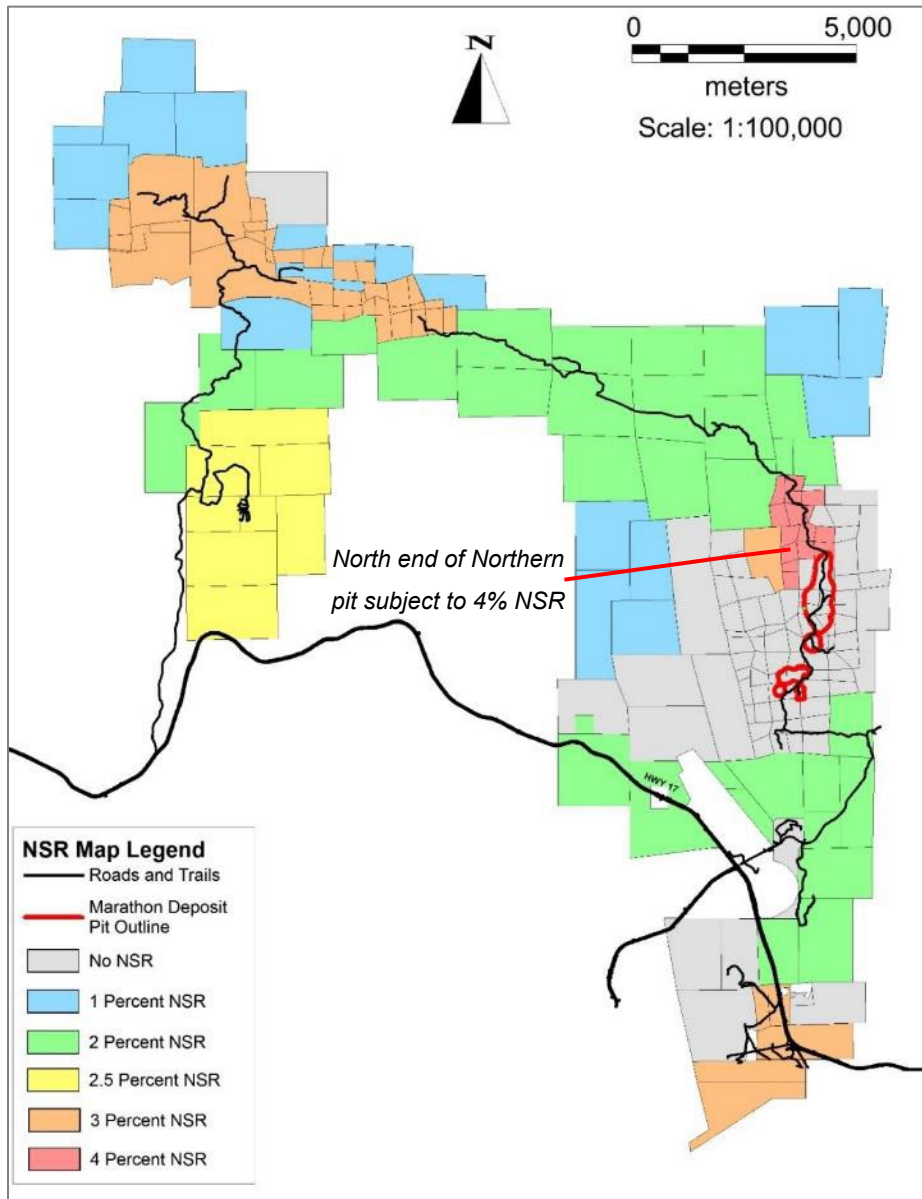 0 5,000
N
meters
Scale: 1:100,000
North end of Northern
pit subject to 4% NSR
HWY 17
NSR Map Legend
Roads and Trails
Marathon Deposit
Pit Outline
No NSR
1 Percent NSR
2 Percent NSR
2.5 Percent NSR
3 Percent NSR
4 Percent NSR